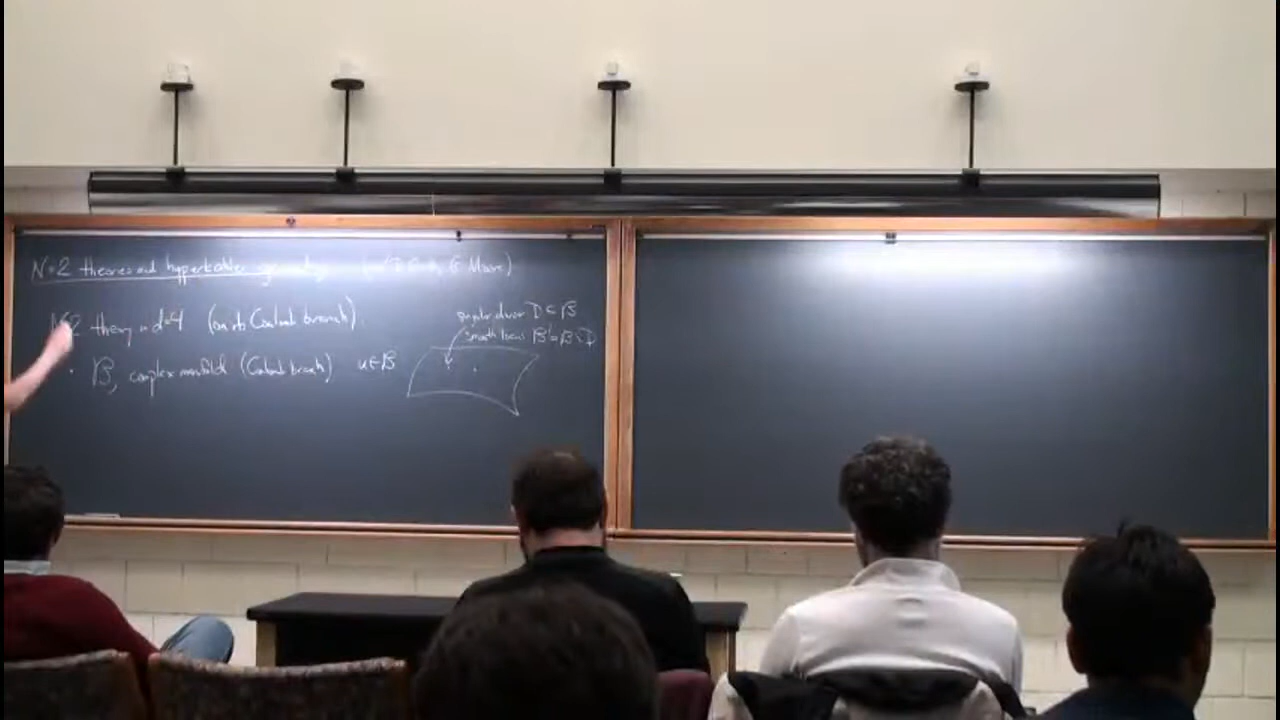 N=2 theories and hyperkähler geometry (G Moore)
N=2 theory in d=4 (on its Coulomb branch)
singular divisor D ⊂ B
smooth locus B' = B \ D
· B, complex manifold (Coulomb branch) u ∈ B